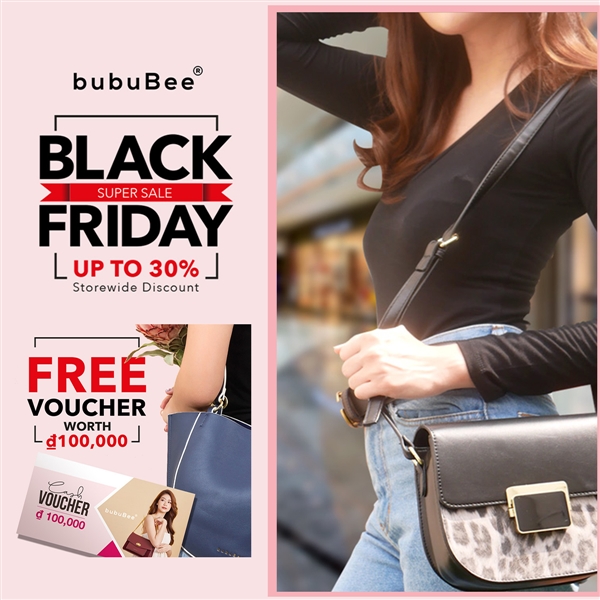 bubuBee®
BLACK
SUPER SALE
FRIDAY
UP TO 30%
Storewide Discount
FREE
VOUCHER
WORTH
₫100,000
Cash
VOUCHER
₫ 100,000
bubuBee